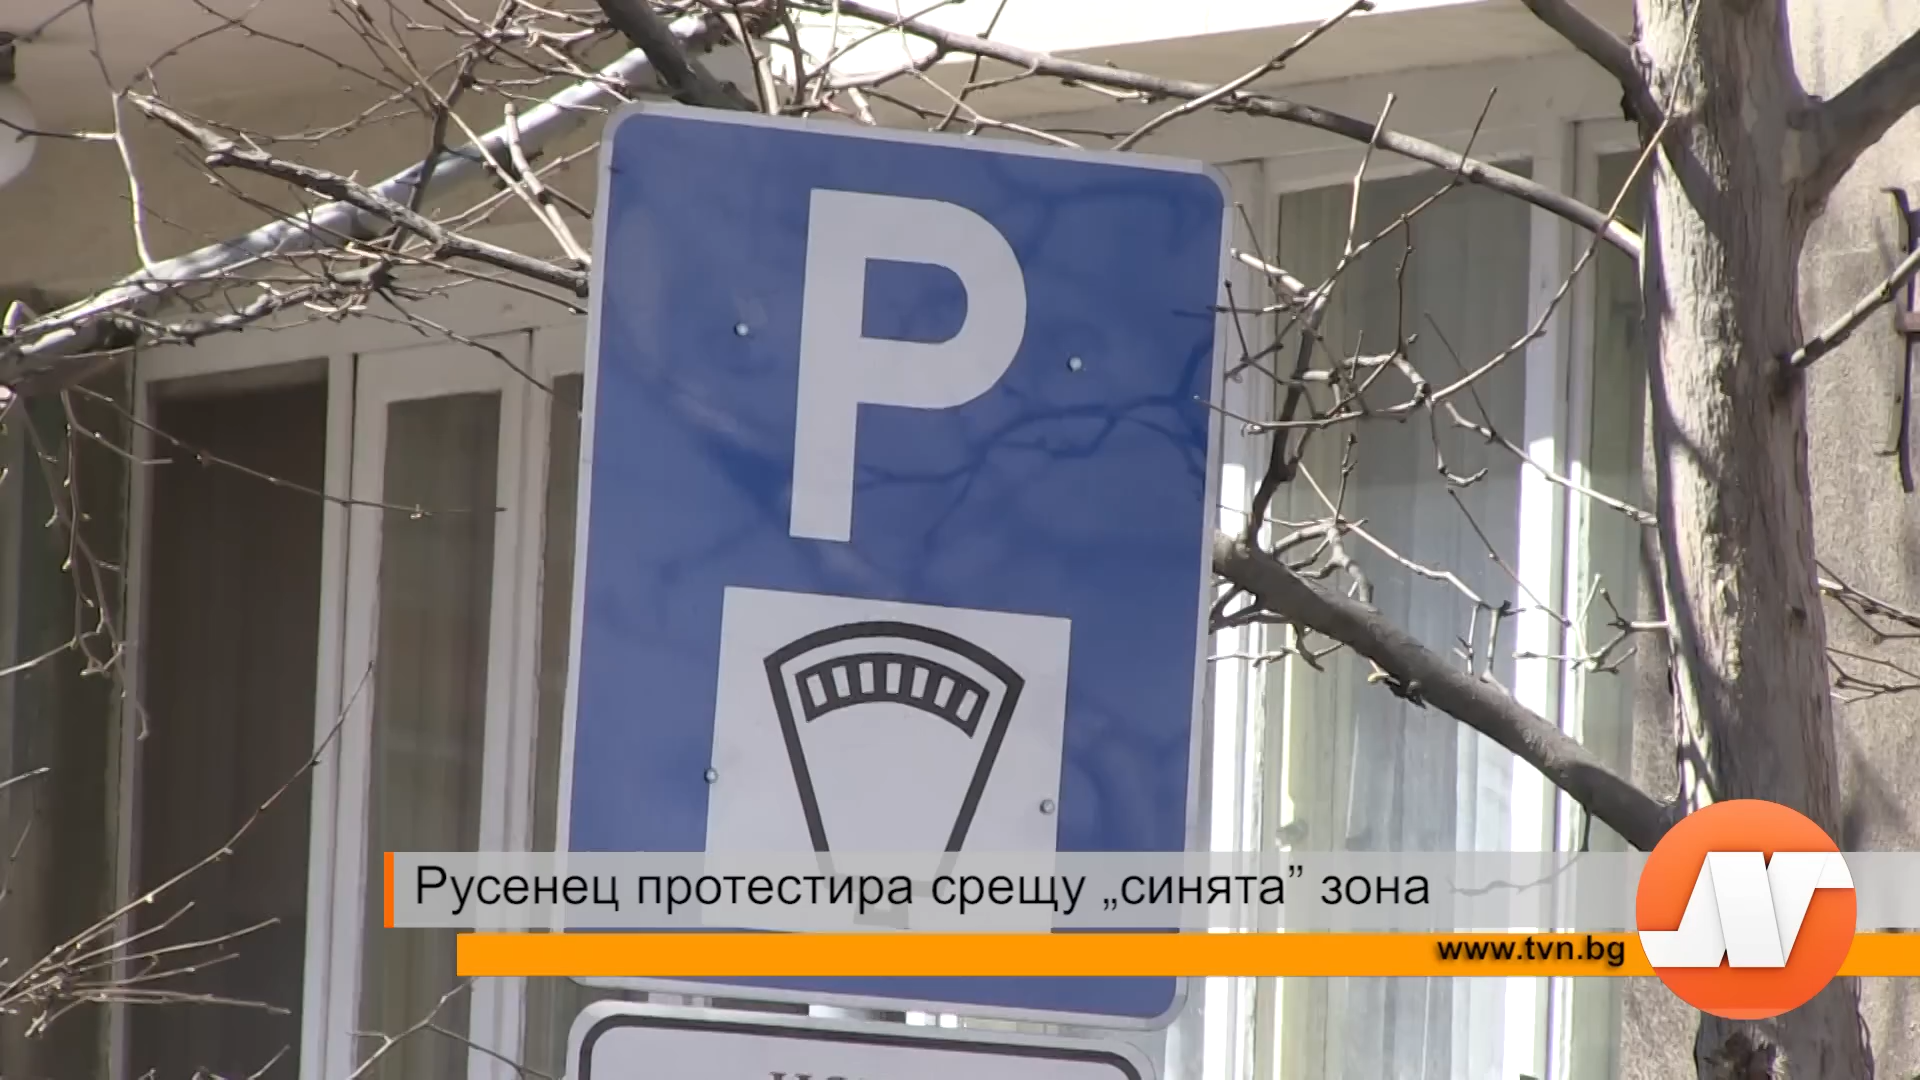 P
Русенец протестира срещу „синята” зона
www.tvn.bg